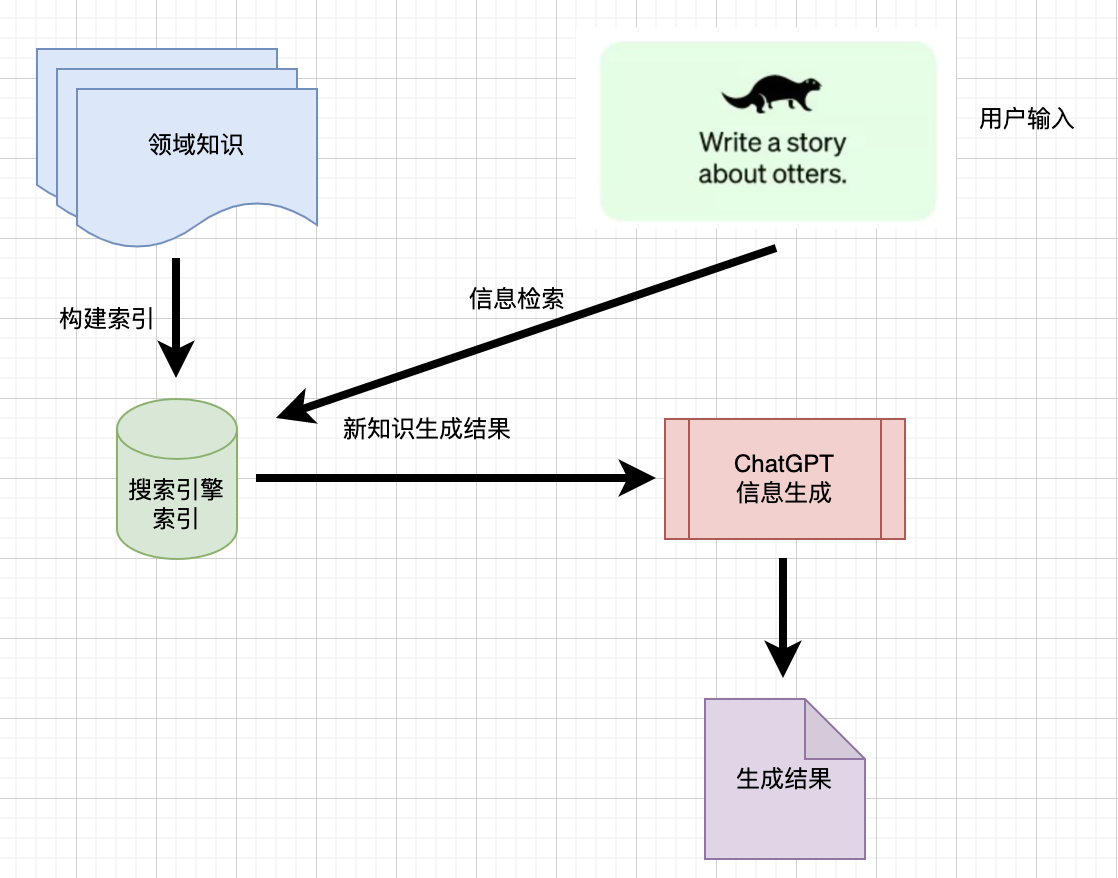 领域知识
Write a story
about otters.
用户输入
构建索引
信息检索
新知识生成结果
搜索引擎
索引
ChatGPT
信息生成
生成结果